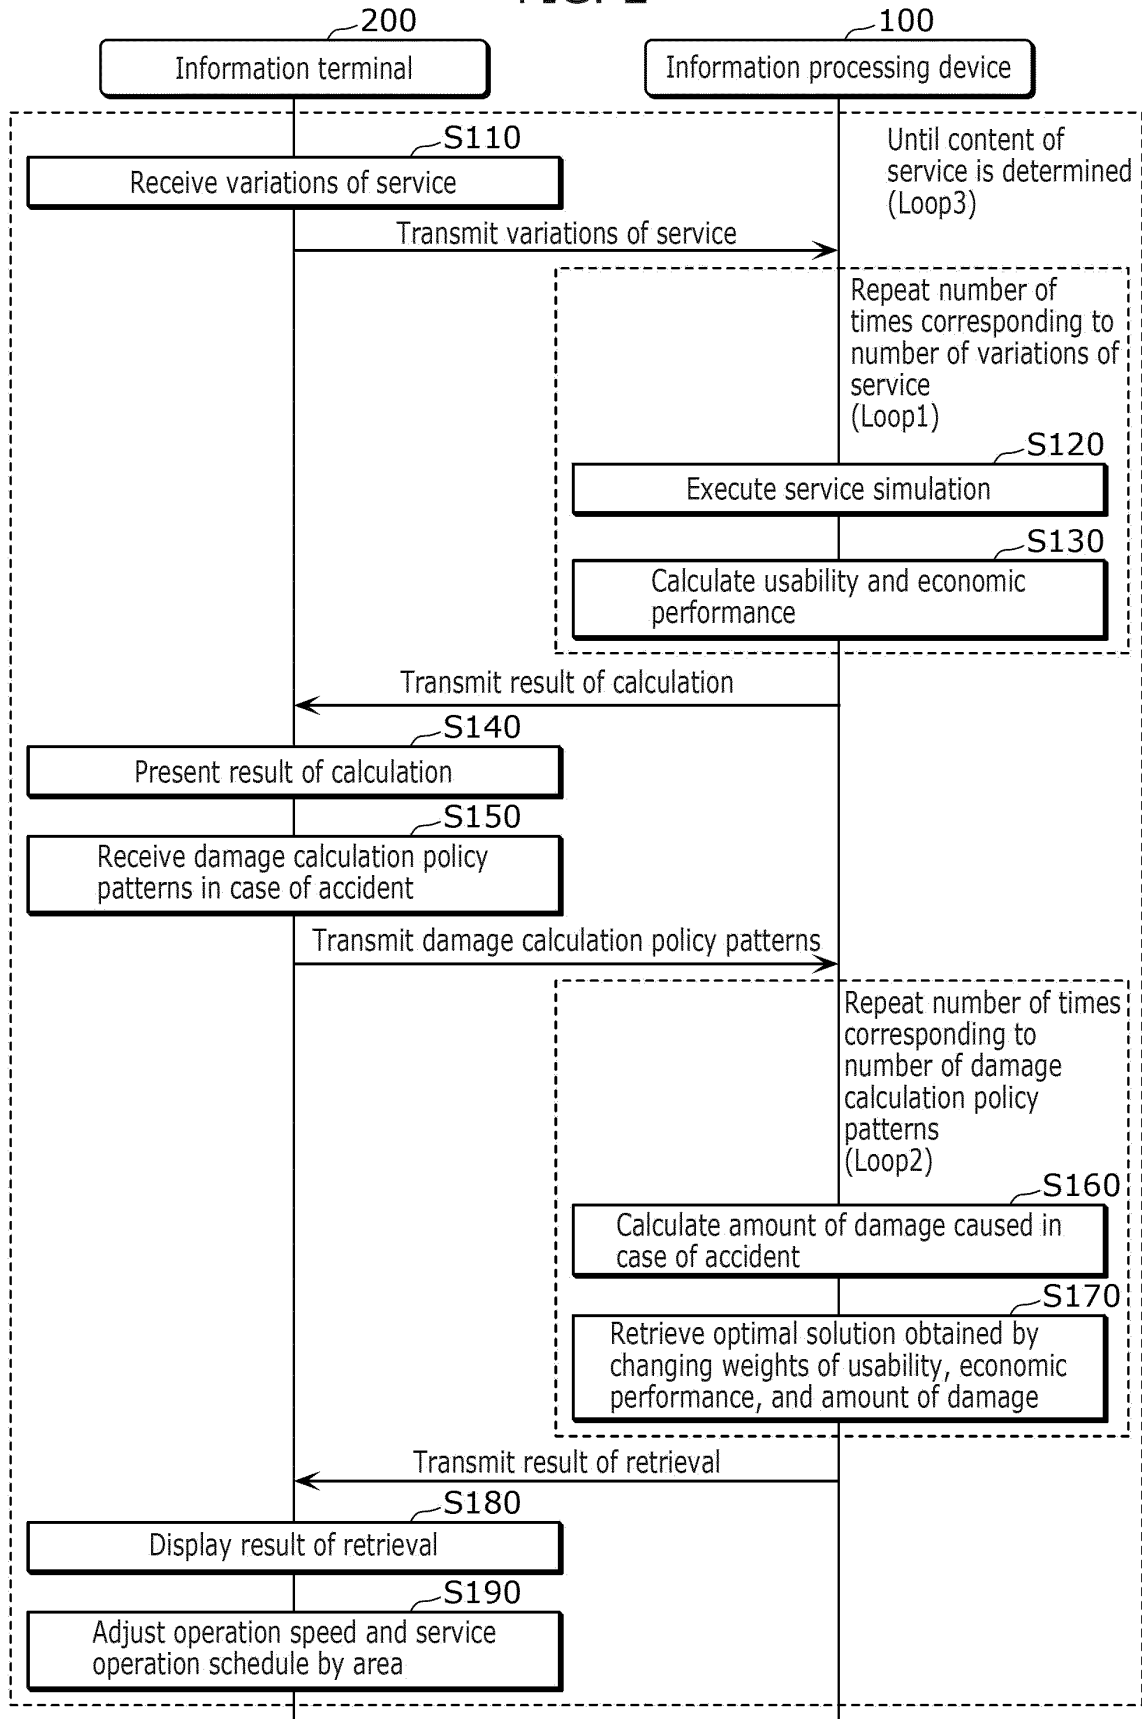 200
100
Information terminal
Information processing device
S110
Receive variations of service
Until content of
service is determined
(Loop3)
Transmit variations of service
Repeat number of
times corresponding to
number of variations of
service
(Loop1)
S120
Execute service simulation
S130
Calculate usability and economic
performance
Transmit result of calculation
S140
Present result of calculation
S150
Receive damage calculation policy
patterns in case of accident
Transmit damage calculation policy patterns
Repeat number of times
corresponding to
number of damage
calculation policy
patterns
(Loop2)
S160
Calculate amount of damage caused in
case of accident
S170
Retrieve optimal solution obtained by
changing weights of usability, economic
performance, and amount of damage
Transmit result of retrieval
S180
Display result of retrieval
S190
Adjust operation speed and service
operation schedule by area